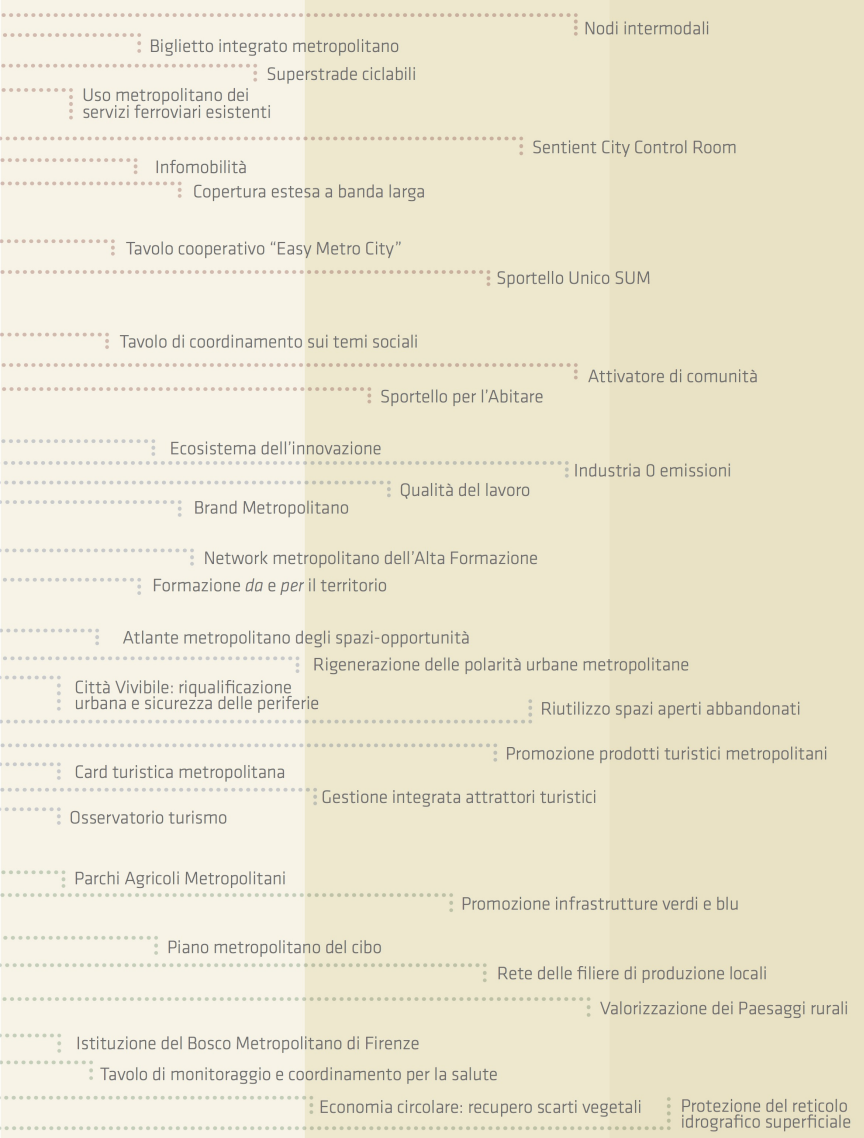 Nodi intermodali
Biglietto integrato metropolitano
Superstrade ciclabili
Uso metropolitano dei
servizi ferroviari esistenti
Sentient City Control Room
Infomobilità
Copertura estesa a banda larga
Tavolo cooperativo “Easy Metro City”
Sportello Unico SUM
Tavolo di coordinamento sui temi sociali
Attivatore di comunità
Sportello per l’Abitare
Ecosistema dell’innovazione
Industria 0 emissioni
Qualità del lavoro
Brand Metropolitano
Network metropolitano dell’Alta Formazione
Formazione da e per il territorio
Atlante metropolitano degli spazi-opportunità
Rigenerazione delle polarità urbane metropolitane
Città Vivibile: riqualificazione
urbana e sicurezza delle periferie
Riutilizzo spazi aperti abbandonati
Promozione prodotti turistici metropolitani
Card turistica metropolitana
Gestione integrata attrattori turistici
Osservatorio turismo
Parchi Agricoli Metropolitani
Promozione infrastrutture verdi e blu
Piano metropolitano del cibo
Rete delle filiere di produzione locali
Valorizzazione dei Paesaggi rurali
Istituzione del Bosco Metropolitano di Firenze
Tavolo di monitoraggio e coordinamento per la salute
Economia circolare: recupero scarti vegetali
Protezione del reticolo
idrografico superficiale